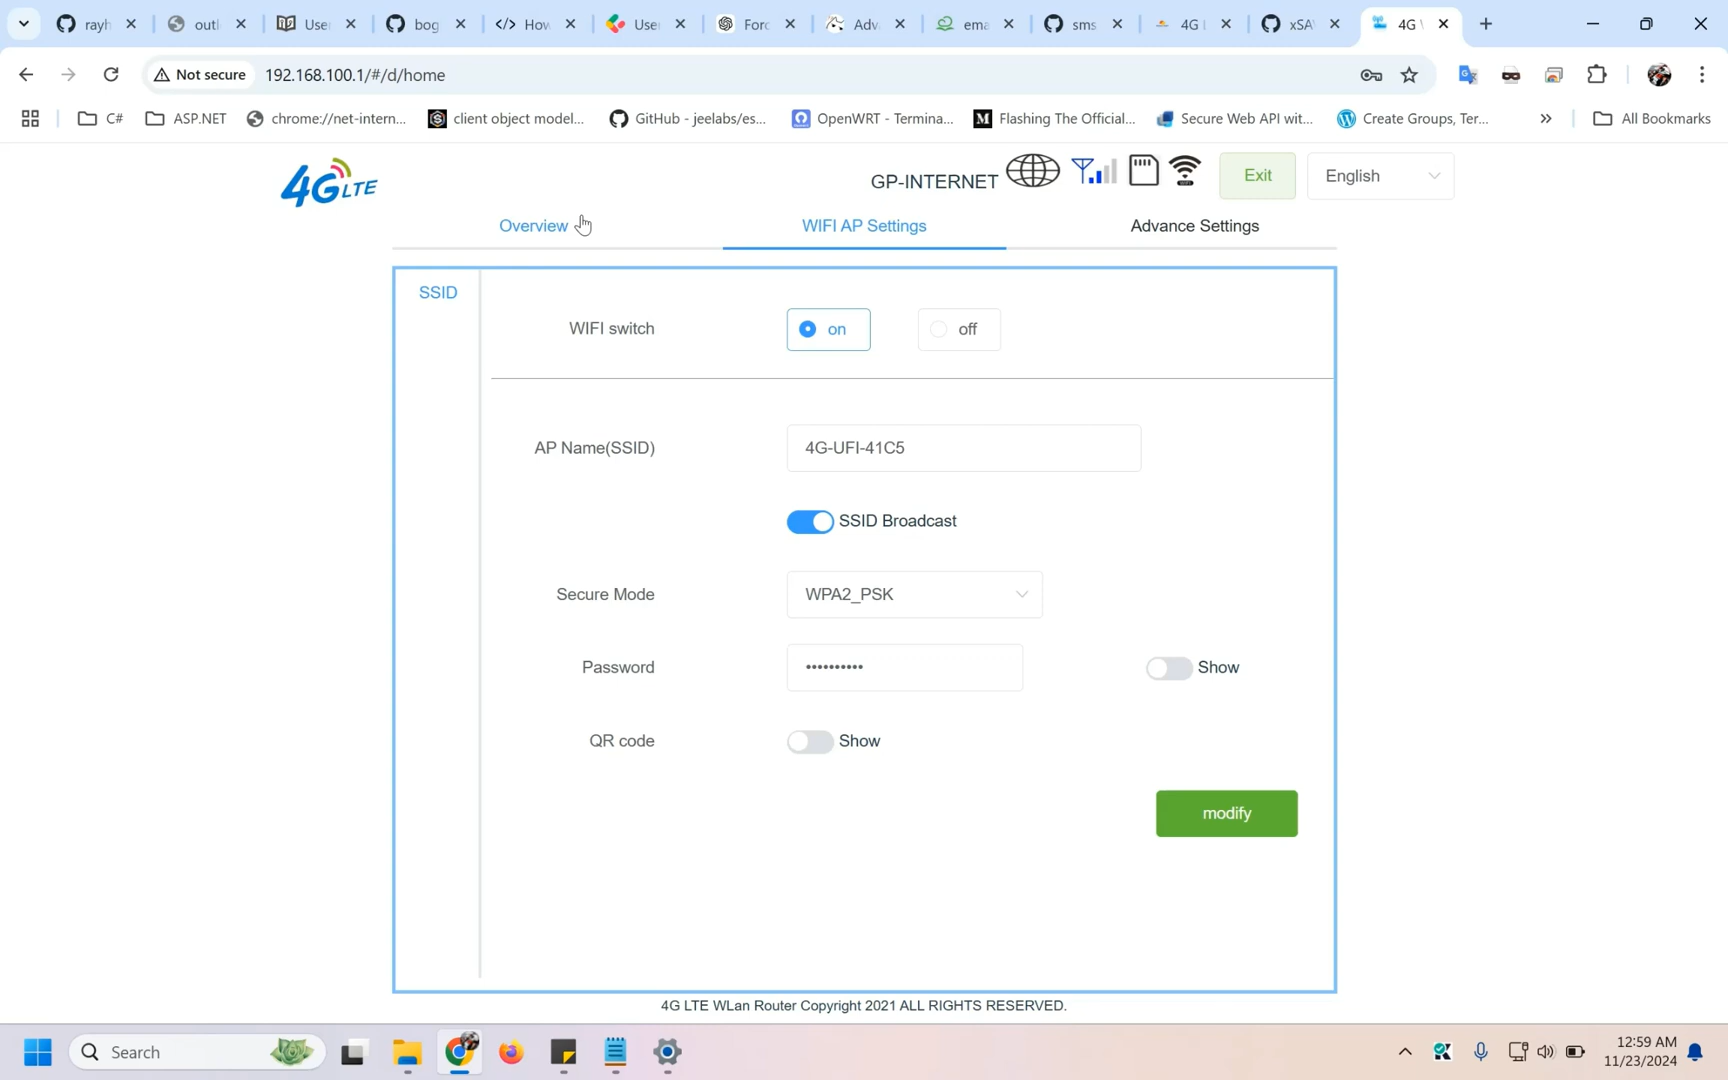 rayh
outl
User
bog
How
User
Forc
Adv
ema
sms
4G
xSA
4G
Not secure
192.168.100.1/#/d/home
C#
ASP.NET
chrome://net-intern...
client object model...
GitHub - jeelabs/es...
OpenWRT - Termina...
Flashing The Official...
Secure Web API wit...
Create Groups, Ter...
All Bookmarks
4G LTE
GP-INTERNET
Exit
English
Overview
WIFI AP Settings
Advance Settings
SSID
WIFI switch
on
off
AP Name(SSID)
4G-UFI-41C5
SSID Broadcast
Secure Mode
WPA2_PSK
Password
••••••••••
Show
QR code
Show
modify
4G LTE WLan Router Copyright 2021 ALL RIGHTS RESERVED.
Search
12:59 AM
11/23/2024